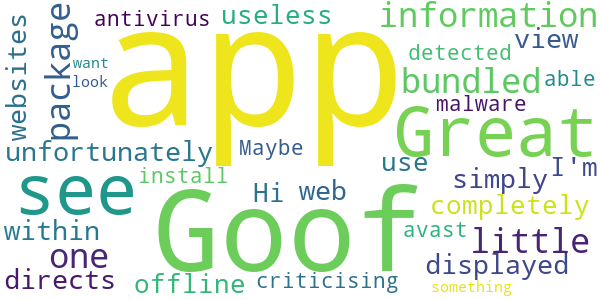 antivirus useless information
websites package want look app bundled detected view able
malware Great
unfortunately Maybe use I'm
see install Hi web simply
Goof completely
within avast little
one displayed
directs offline criticising something